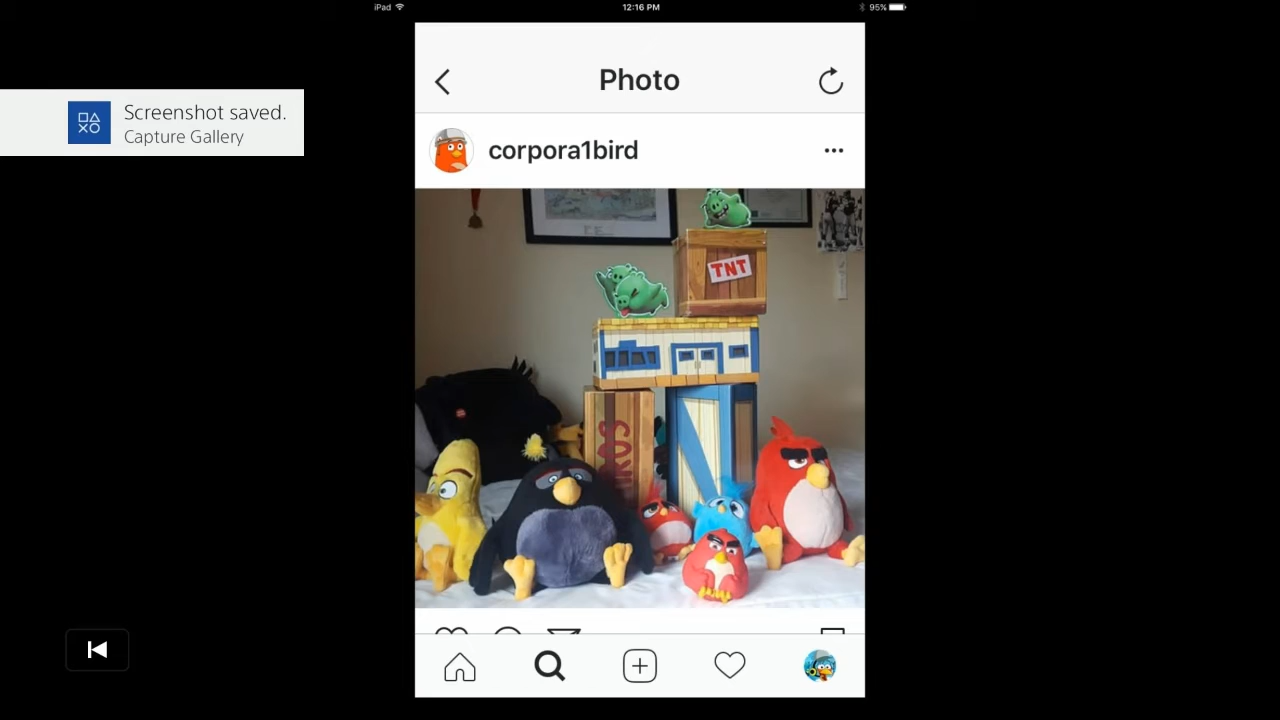 iPad
12:16 PM
95%
Screenshot saved.
Capture Gallery
Photo
corpora1bird
TNT